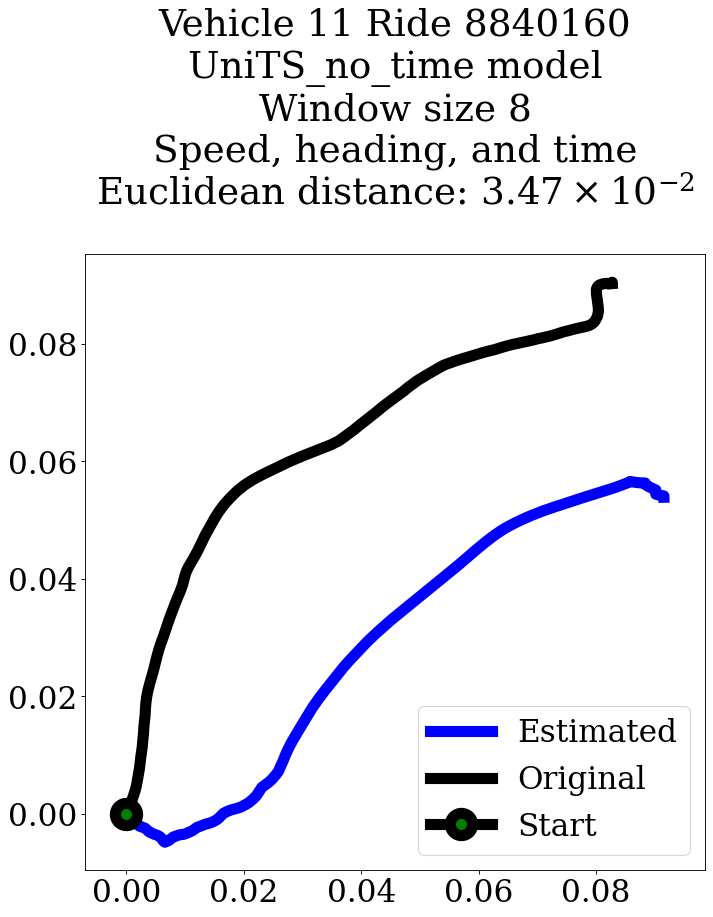 Vehicle 11 Ride 8840160
UniTS_no_time model
Window size 8
Speed, heading, and time
Euclidean distance: 3.47 × 10⁻²
0.08
0.06
0.04
0.02
0.00
Estimated
Original
Start
0.00 0.02 0.04 0.06 0.08